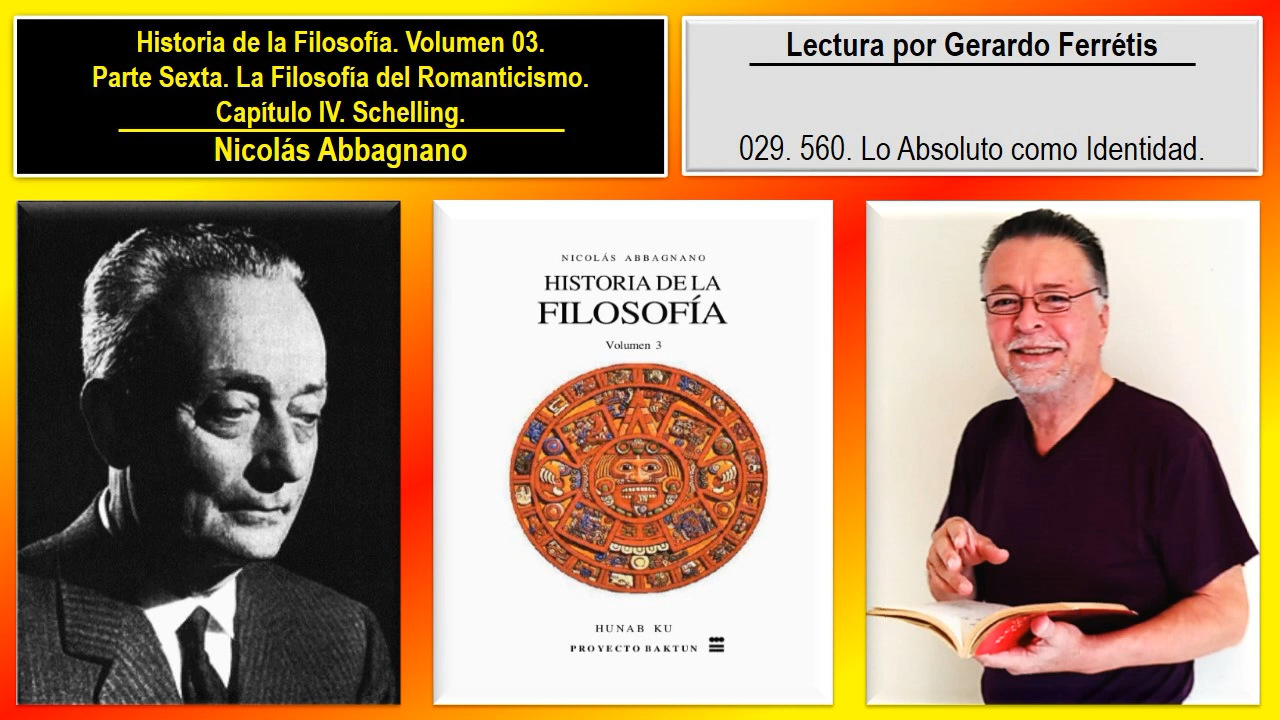 Historia de la Filosofía. Volumen 03.
Parte Sexta. La Filosofía del Romanticismo.
Capítulo IV. Schelling.
Nicolás Abbagnano
Lectura por Gerardo Ferrétis
029. 560. Lo Absoluto como Identidad.
NICOLÁS ABBAGNANO
HISTORIA DE LA
FILOSOFÍA
Volumen 3
HUNAB KU
PROYECTO BAKTUN